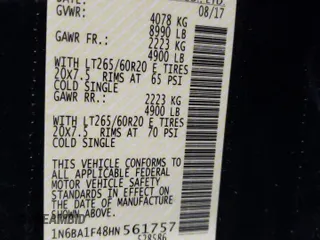 DATE: 08/17
GVWR: 4078 KG
8990 LB
GAWR FR.: 2223 KG
4900 LB
WITH LT265/60R20 E TIRES
20X7.5 RIMS AT 65 PSI
COLD SINGLE
GAWR RR.: 2223 KG
4900 LB
WITH LT265/60R20 E TIRES
20X7.5 RIMS AT 70 PSI
COLD SINGLE
THIS VEHICLE CONFORMS TO
ALL APPLICABLE FEDERAL
MOTOR VEHICLE SAFETY
STANDARDS IN EFFECT ON
THE DATE OF MANUFACTURE
SHOWN ABOVE.
1N6BA1F48HN561757